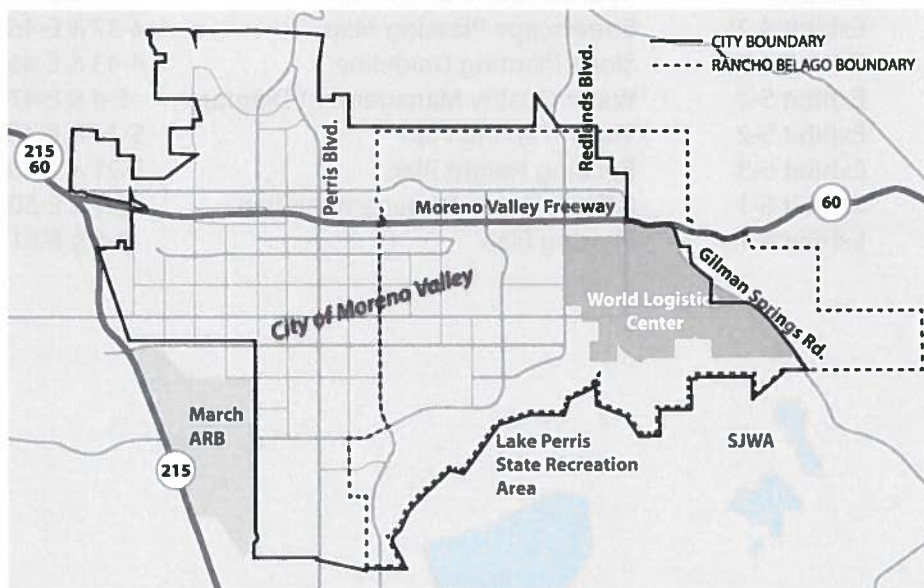 CITY BOUNDARY
RANCHO BELAGO BOUNDARY
Redlands Blvd.
Perris Blvd.
215
60
Moreno Valley Freeway
60
Gilman Springs Rd.
City of Moreno Valley
World Logistic
Center
March
ARB
215
Lake Perris
State Recreation
Area
SJWA